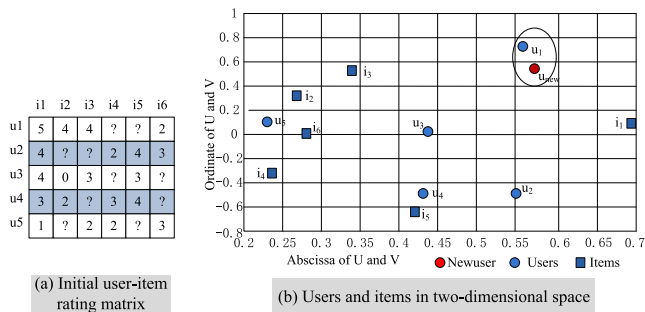 i1 i2 i3 i4 i5 i6
u1 5 4 4 ? ? 2
u2 4 ? ? 2 4 3
u3 4 0 3 ? 3 ?
u4 3 2 ? 3 4 ?
u5 1 ? 2 2 ? 3
(a) Initial user-item
rating matrix
Ordinate of U and V
1
0.8
0.6
0.4
0.2
0
-0.2
-0.4
-0.6
-0.8
u1
unew
i3
i2
u5
i6
u3
i1
i4
u4
u2
i5
0.2 0.25 0.3 0.35 0.4 0.45 0.5 0.55 0.6 0.65 0.7
Abscissa of U and V
Newuser Users Items
(b) Users and items in two-dimensional space